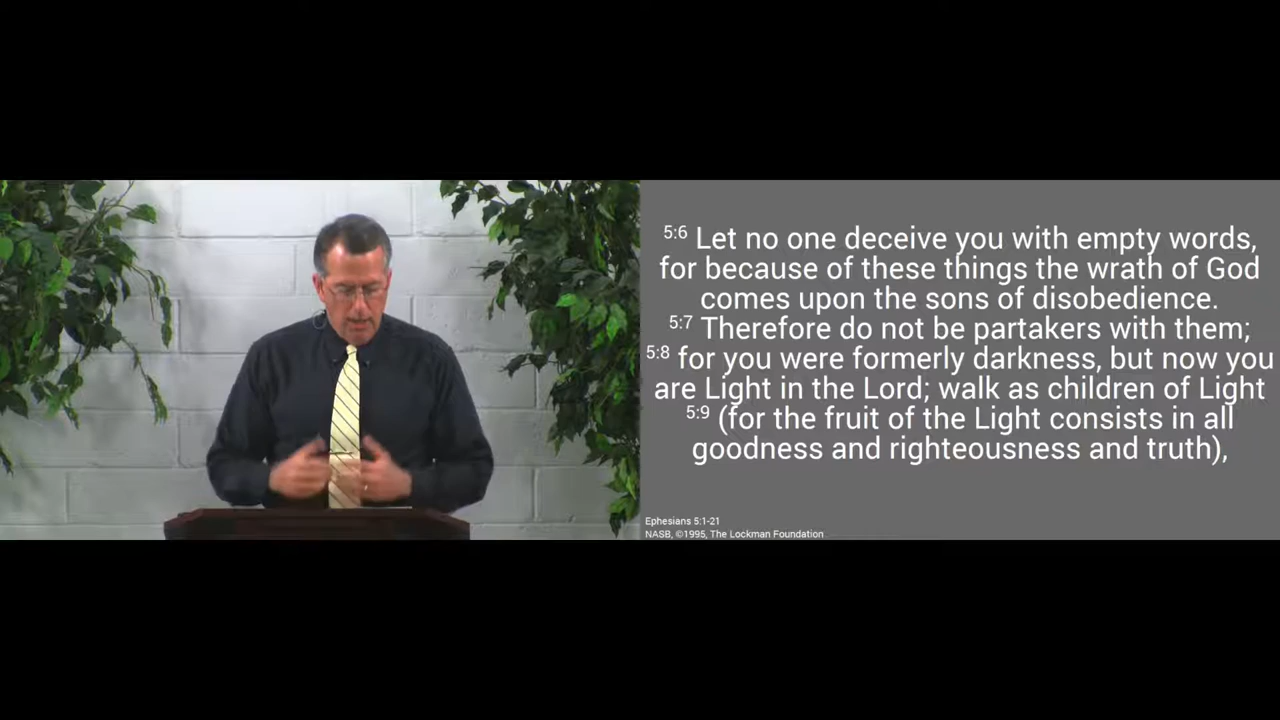 5:6 Let no one deceive you with empty words,
for because of these things the wrath of God
comes upon the sons of disobedience.
5:7 Therefore do not be partakers with them;
5:8 for you were formerly darkness, but now you
are Light in the Lord; walk as children of Light
5:9 (for the fruit of the Light consists in all
goodness and righteousness and truth),
Ephesians 5:1-21
NASB, ©1995, The Lockman Foundation